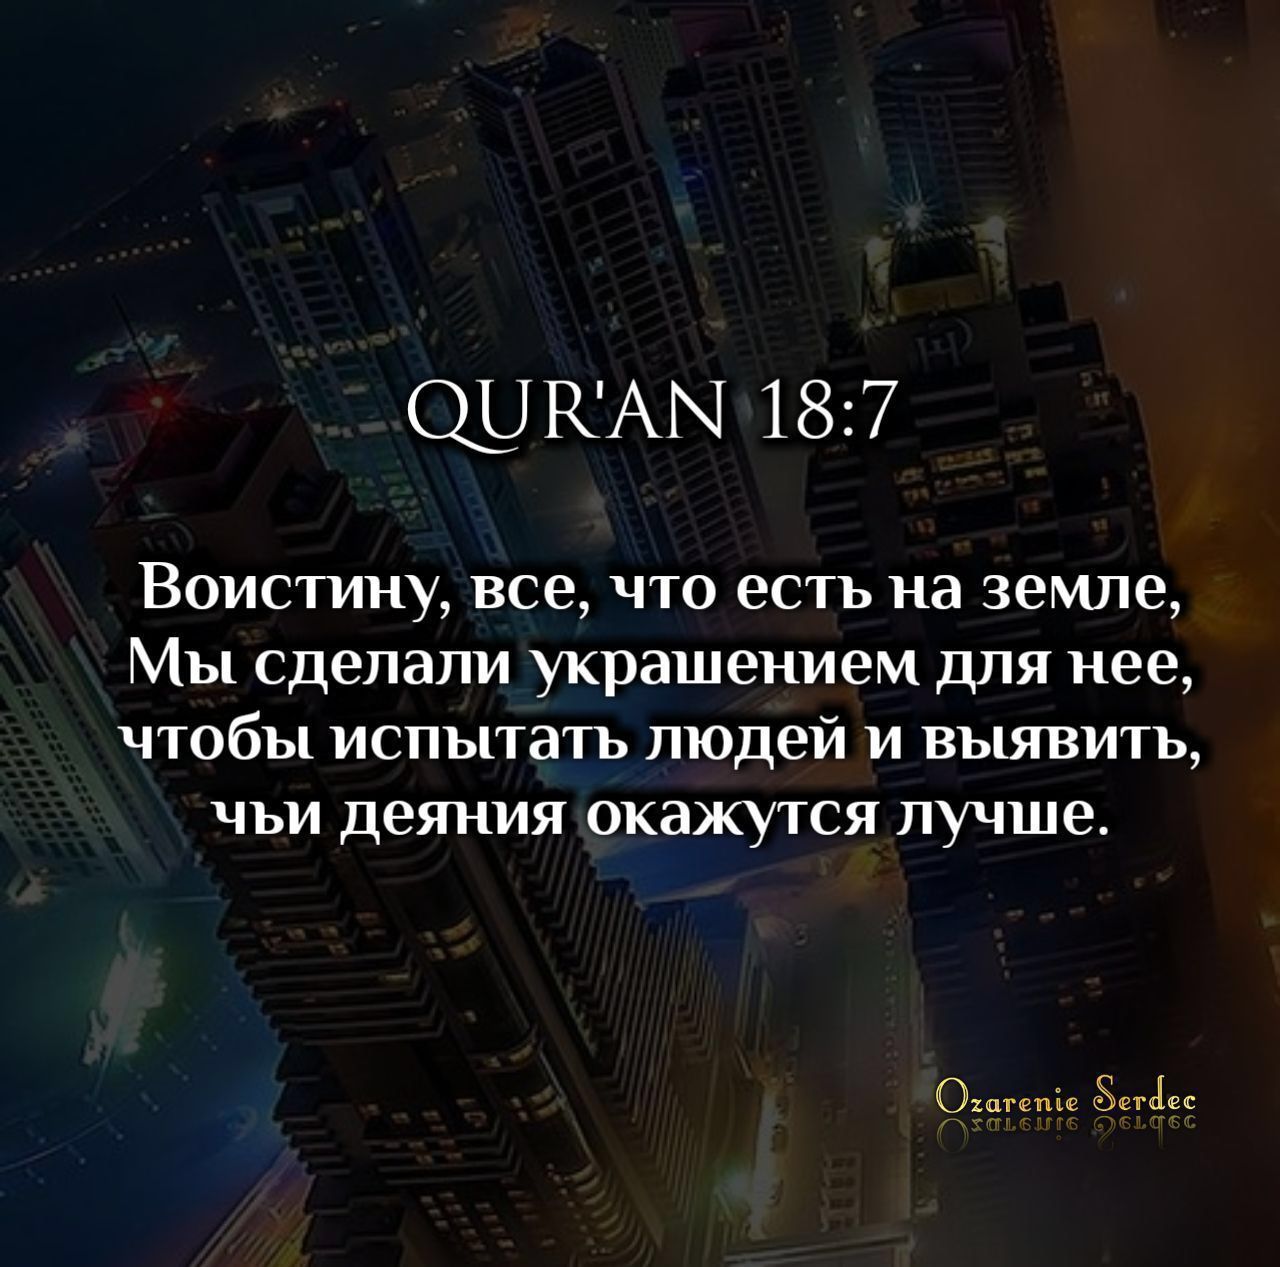 QUR'AN 18:7
Воистину, все, что есть на земле,
Мы сделали украшением для нее,
чтобы испытать людей и выявить,
чьи деяния окажутся лучше.
Ozarenie Serdec